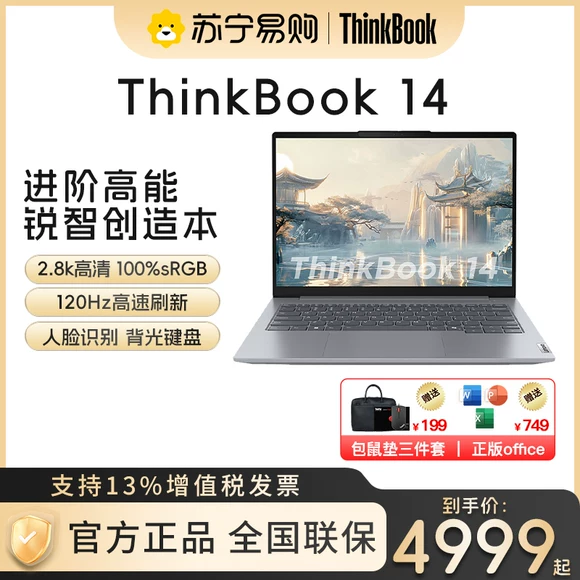 苏宁易购 ThinkBook
ThinkBook 14
进阶高能
锐智创造本
2.8k高清 100%sRGB
120Hz高速刷新
人脸识别 背光键盘
ThinkBook 14
赠送 赠送
¥199 ¥749
包鼠垫三件套 | 正版office
支持13%增值税发票
官方正品 全国联保
到手价:
¥4999起